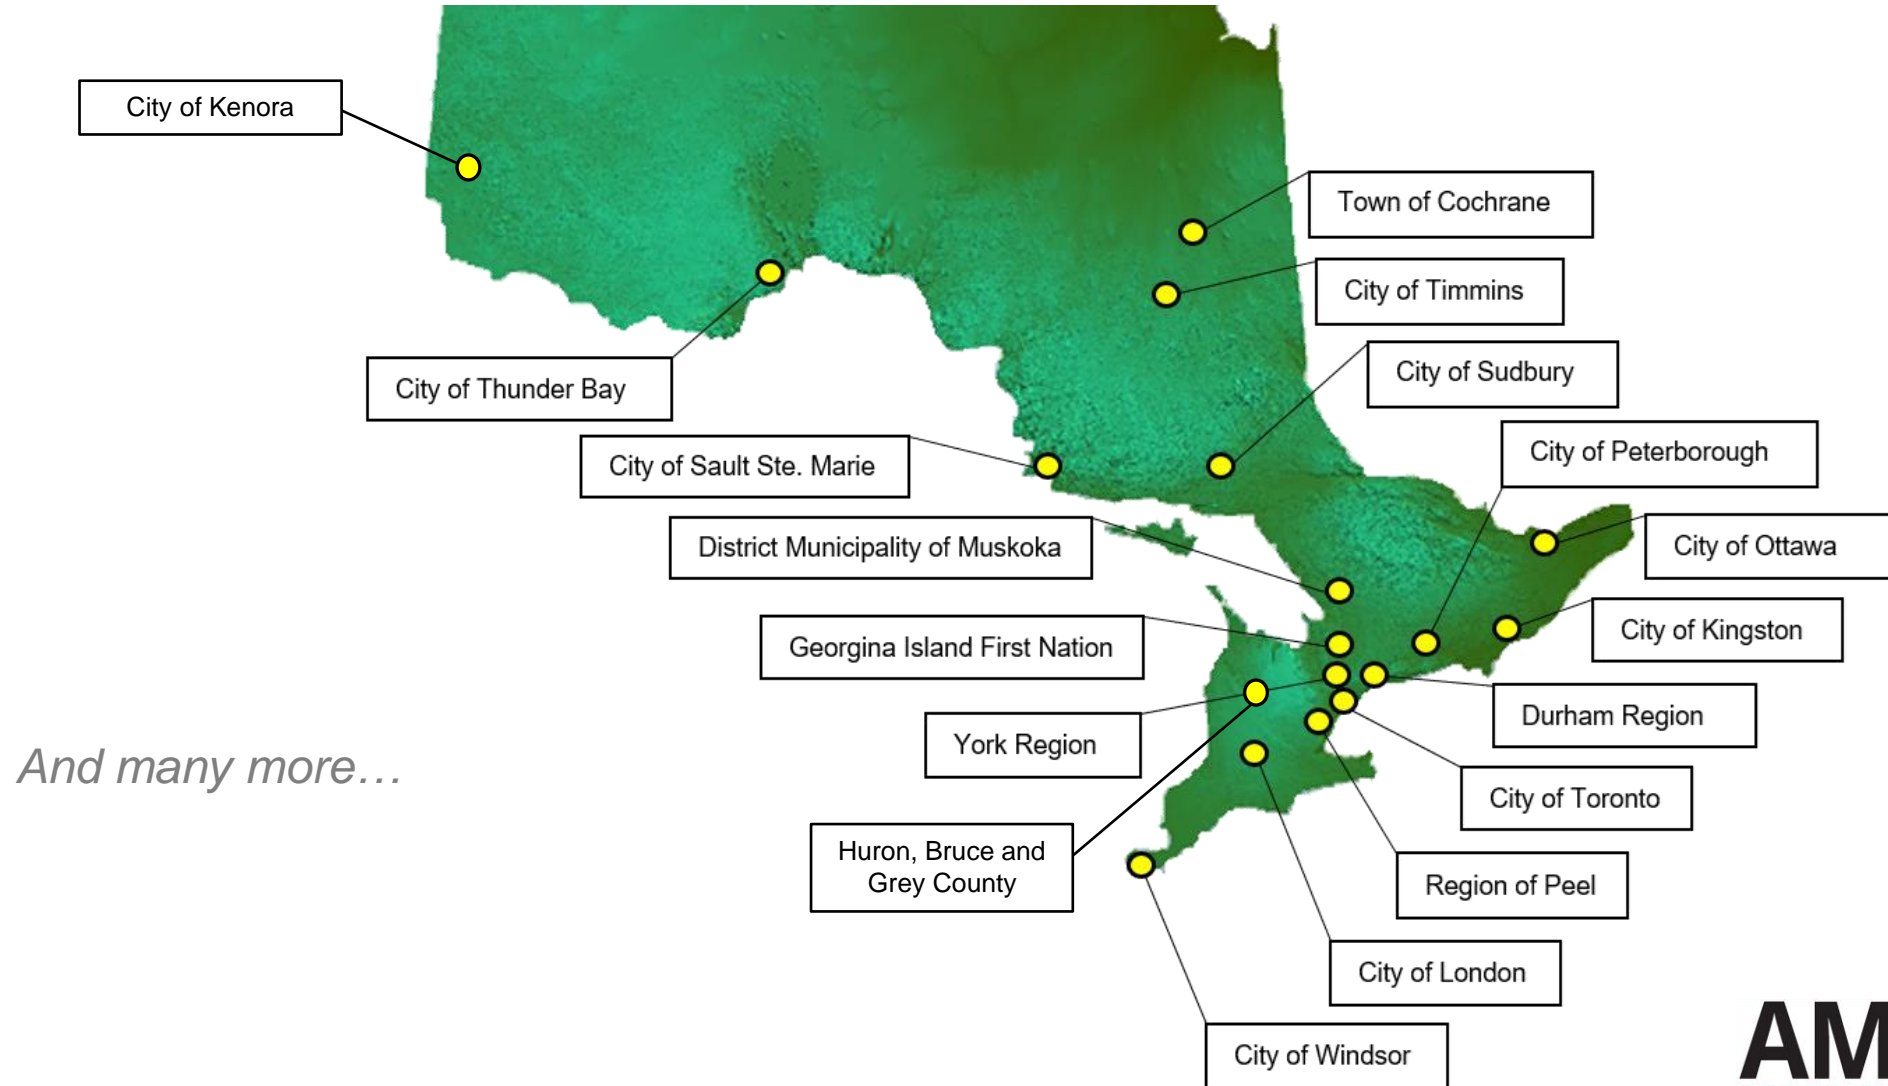 City of Kenora
Town of Cochrane
City of Timmins
City of Thunder Bay
City of Sudbury
City of Sault Ste. Marie
City of Peterborough
District Municipality of Muskoka
City of Ottawa
Georgina Island First Nation
City of Kingston
York Region
Durham Region
And many more…
City of Toronto
Huron, Bruce and
Grey County
Region of Peel
City of London
City of Windsor
AM